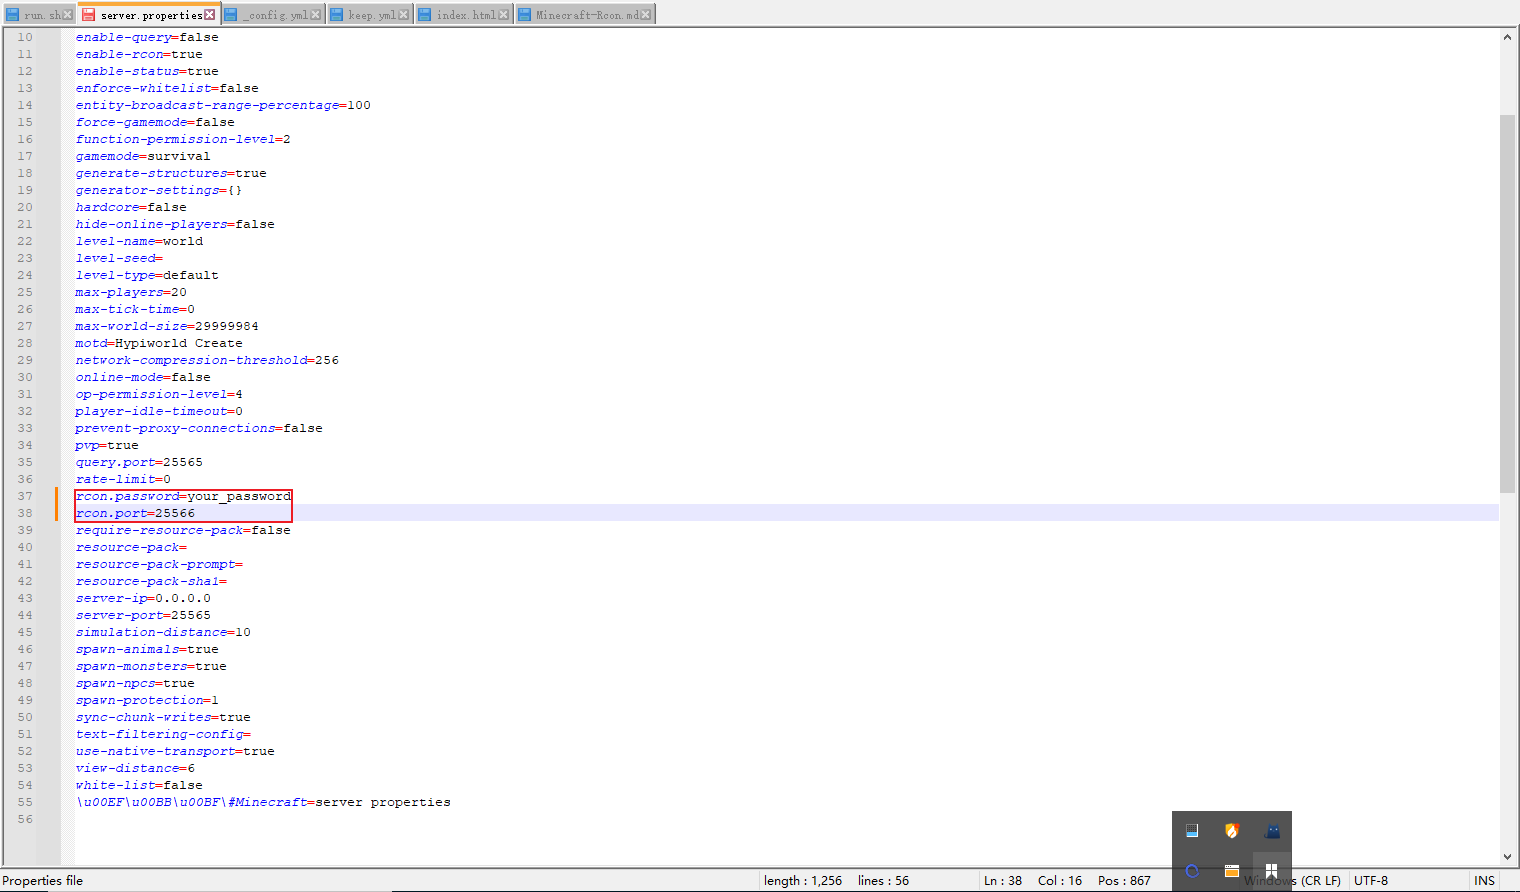 run.sh server.properties _config.yml keep.yml index.html Minecraft-Rcon.md
10 enable-query=false
11 enable-rcon=true
12 enable-status=true
13 enforce-whitelist=false
14 entity-broadcast-range-percentage=100
15 force-gamemode=false
16 function-permission-level=2
17 gamemode=survival
18 generate-structures=true
19 generator-settings={}
20 hardcore=false
21 hide-online-players=false
22 level-name=world
23 level-seed=
24 level-type=default
25 max-players=20
26 max-tick-time=0
27 max-world-size=29999984
28 motd=Hypiworld Create
29 network-compression-threshold=256
30 online-mode=false
31 op-permission-level=4
32 player-idle-timeout=0
33 prevent-proxy-connections=false
34 pvp=true
35 query.port=25565
36 rate-limit=0
37 rcon.password=your_password
38 rcon.port=25566
39 require-resource-pack=false
40 resource-pack=
41 resource-pack-prompt=
42 resource-pack-sha1=
43 server-ip=0.0.0.0
44 server-port=25565
45 simulation-distance=10
46 spawn-animals=true
47 spawn-monsters=true
48 spawn-npcs=true
49 spawn-protection=1
50 sync-chunk-writes=true
51 text-filtering-config=
52 use-native-transport=true
53 view-distance=6
54 white-list=false
55 \u00EF\u00BB\u00BF\#Minecraft=server properties
56
Properties file length : 1,256 lines : 56 Ln : 38 Col : 16 Pos : 867 Windows (CR LF) UTF-8 INS